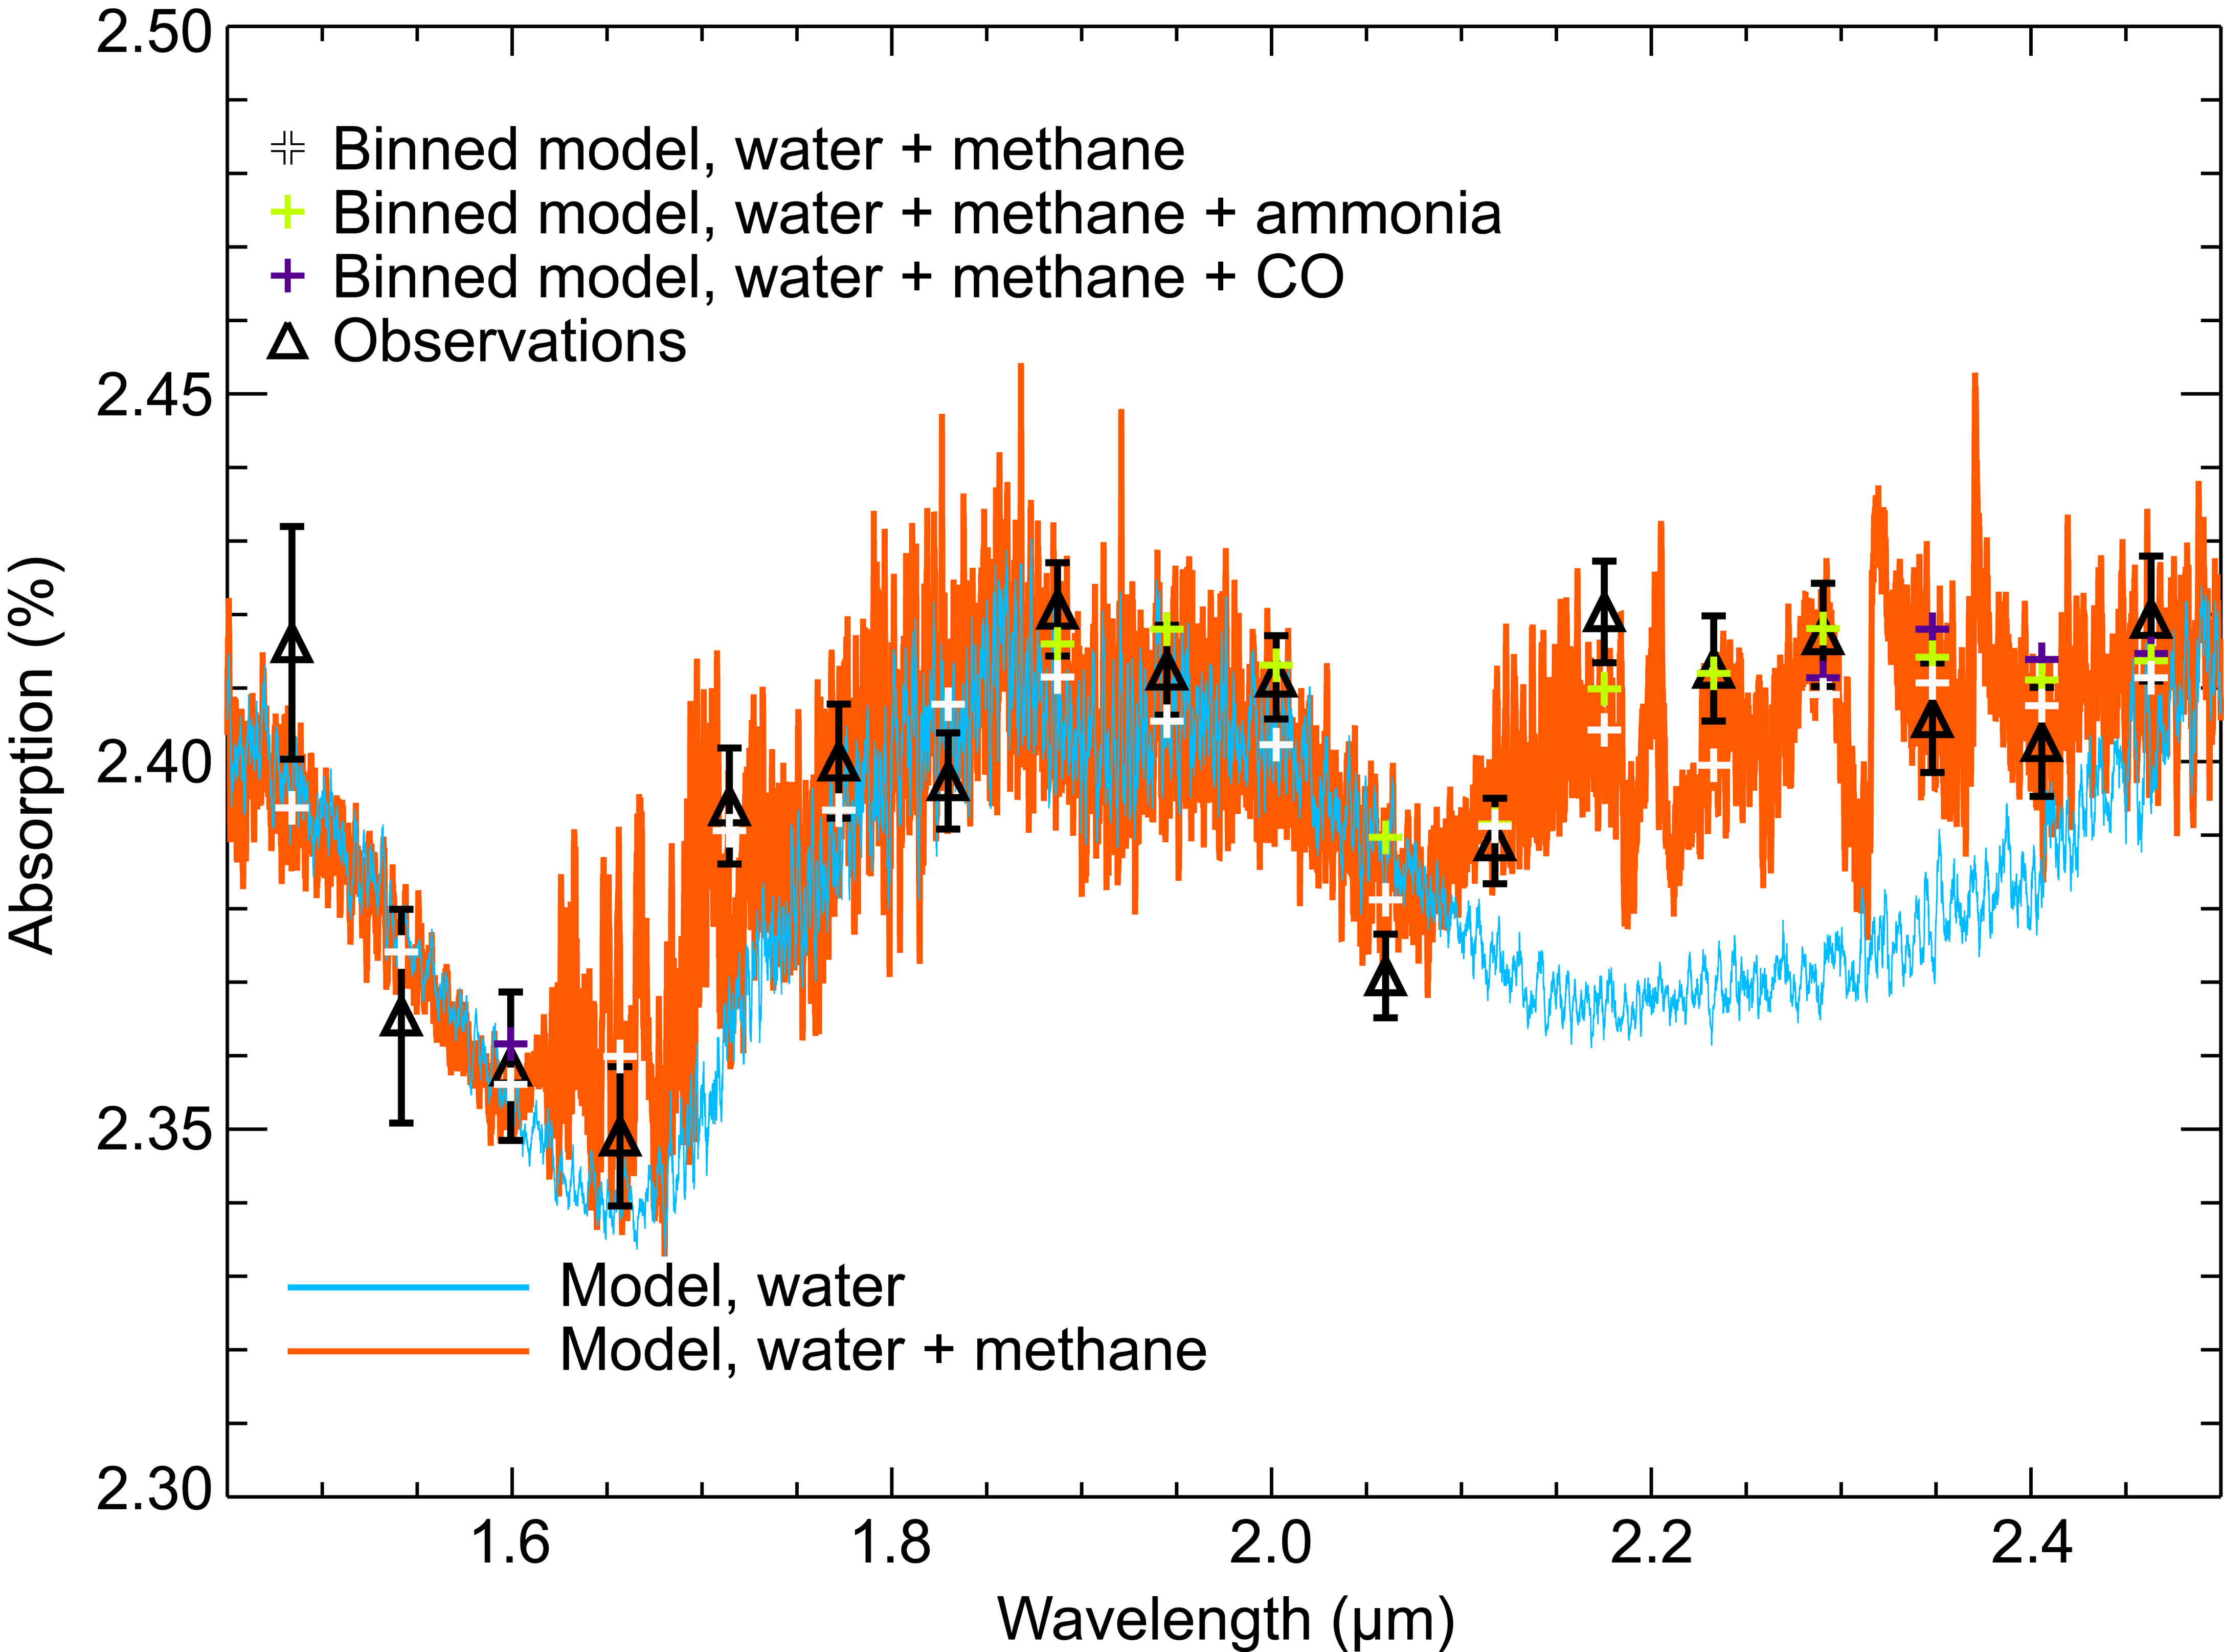 2.50
Binned model, water + methane
Binned model, water + methane + ammonia
Binned model, water + methane + CO
Observations
2.45
2.40
Absorption (%)
2.35
Model, water
Model, water + methane
2.30
1.6 1.8 2.0 2.2 2.4
Wavelength (µm)